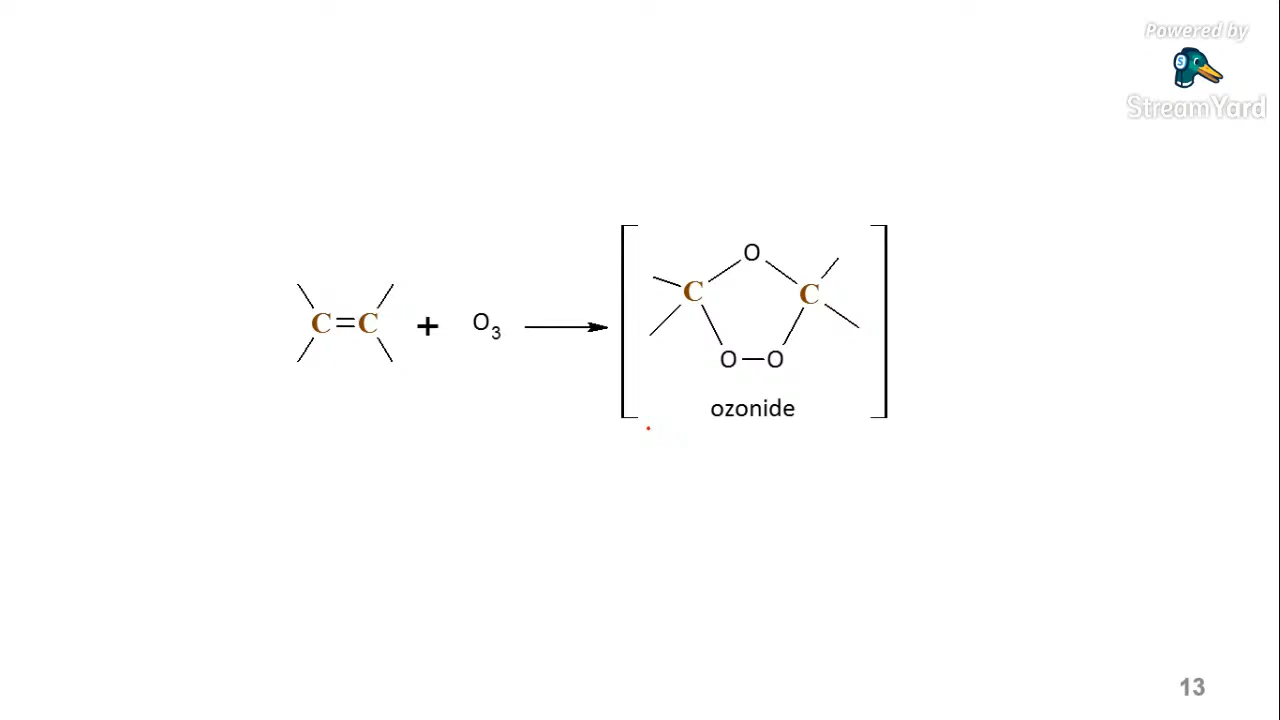 Powered by
S
StreamYard
O
C C
C=C + O₃
O—O
ozonide
13